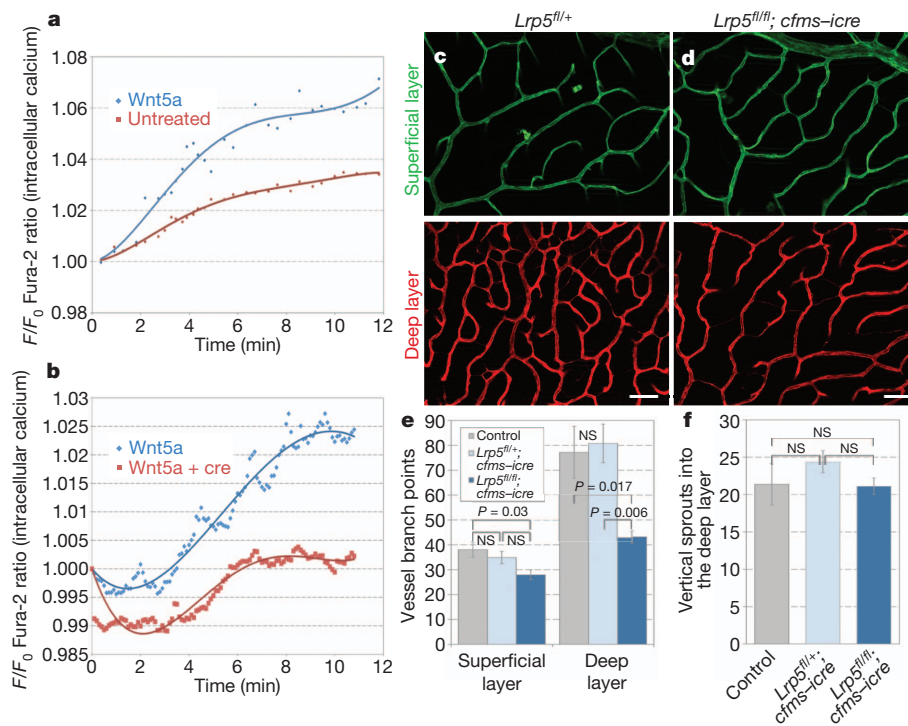 a
F/F0 Fura-2 ratio (intracellular calcium)
1.08
1.06
1.04
1.02
1.00
0.98
Wnt5a
Untreated
0 2 4 6 8 10 12
Time (min)
b
F/F0 Fura-2 ratio (intracellular calcium)
1.03
1.025
1.02
1.015
1.01
1.005
1.000
0.995
0.99
0.985
Wnt5a
Wnt5a + cre
0 2 4 6 8 10 12
Time (min)
Lrp5fl/+
Lrp5fl/fl; cfms–icre
c
d
Superficial layer
Deep layer
e
Vessel branch points
90
80
70
60
50
40
30
20
10
0
Control
Lrp5fl/+;
cfms–icre
Lrp5fl/fl;
cfms–icre
NS
P = 0.017
P = 0.03
P = 0.006
NS NS
Superficial
layer
Deep
layer
f
Vertical sprouts into
the deep layer
30
25
20
15
10
5
0
NS
NS NS
Control
Lrp5fl/+;
cfms–icre
Lrp5fl/fl;
cfms–icre